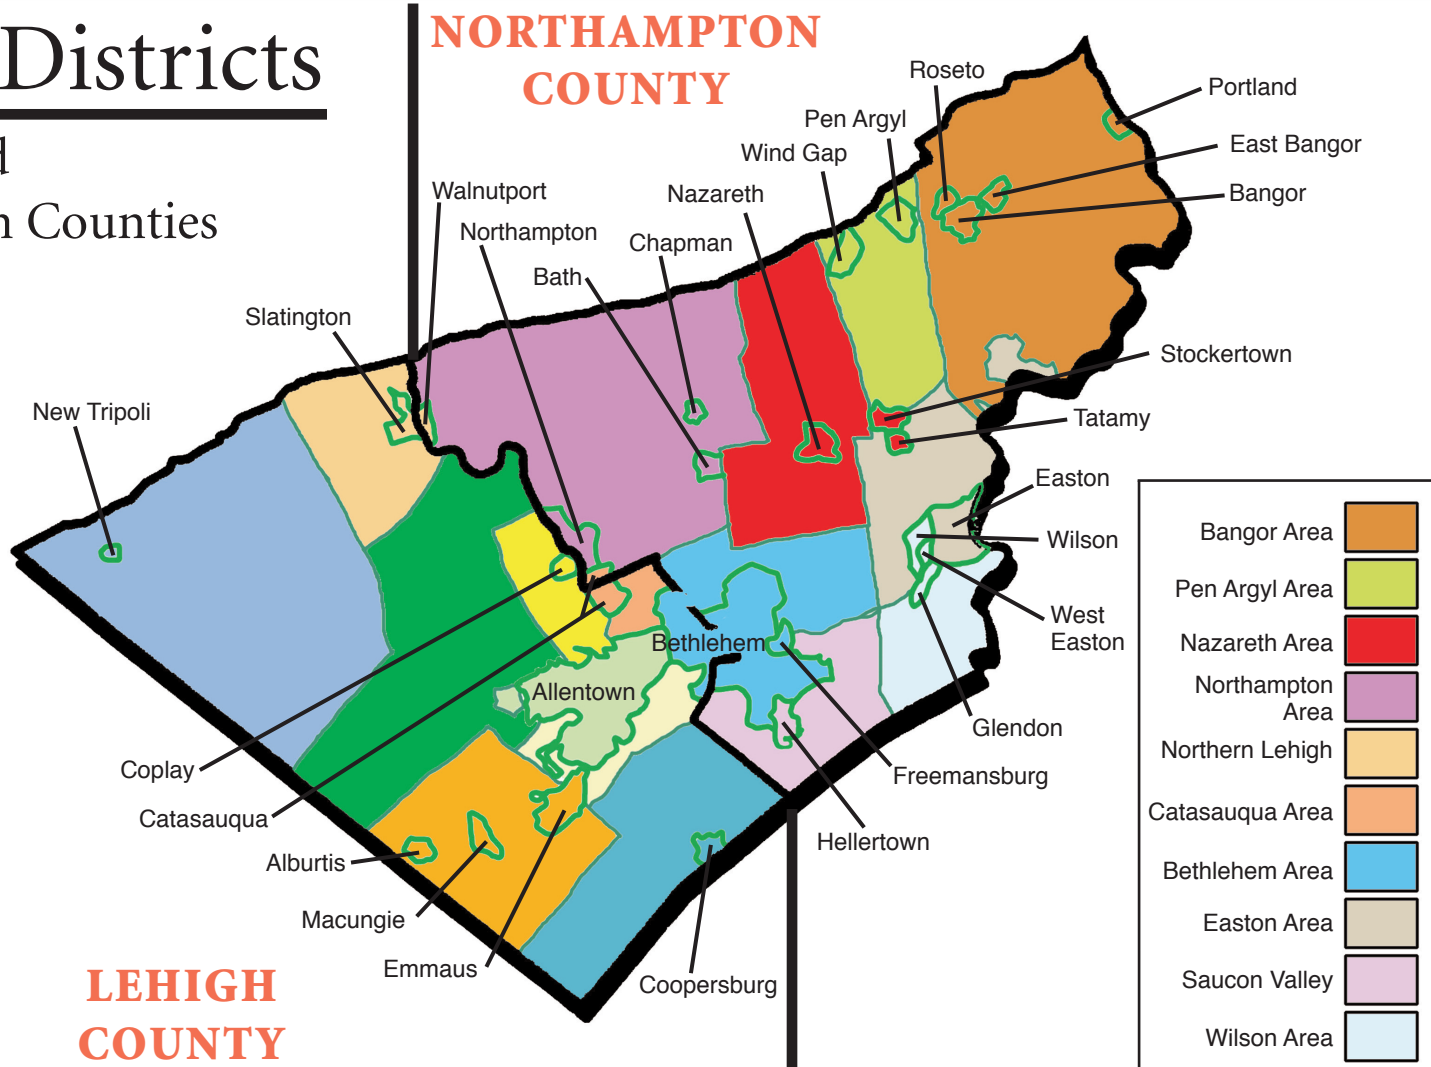 Districts
d
n Counties
NORTHAMPTON
COUNTY
Roseto
Portland
Pen Argyl
East Bangor
Wind Gap
Bangor
Nazareth
Walnutport
Northampton
Chapman
Bath
Slatington
Stockertown
New Tripoli
Tatamy
Easton
Wilson
West
Easton
Bethlehem
Allentown
Glendon
Coplay
Freemansburg
Catasauqua
Hellertown
Alburtis
Macungie
Emmaus
Coopersburg
LEHIGH
COUNTY
Bangor Area
Pen Argyl Area
Nazareth Area
Northampton
Area
Northern Lehigh
Catasauqua Area
Bethlehem Area
Easton Area
Saucon Valley
Wilson Area